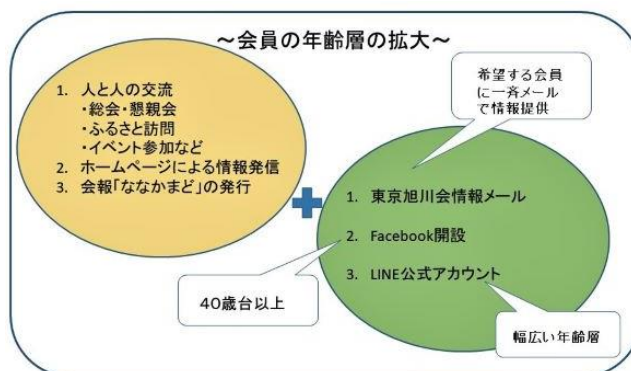 ～会員の年齢層の拡大～
1. 人と人の交流
・総会・懇親会
・ふるさと訪問
・イベント参加など
2. ホームページによる情報発信
3. 会報「ななかまど」の発行
希望する会員
に一斉メール
で情報提供
1. 東京旭川会情報メール
2. Facebook開設
3. LINE公式アカウント
40歳台以上
幅広い年齢層